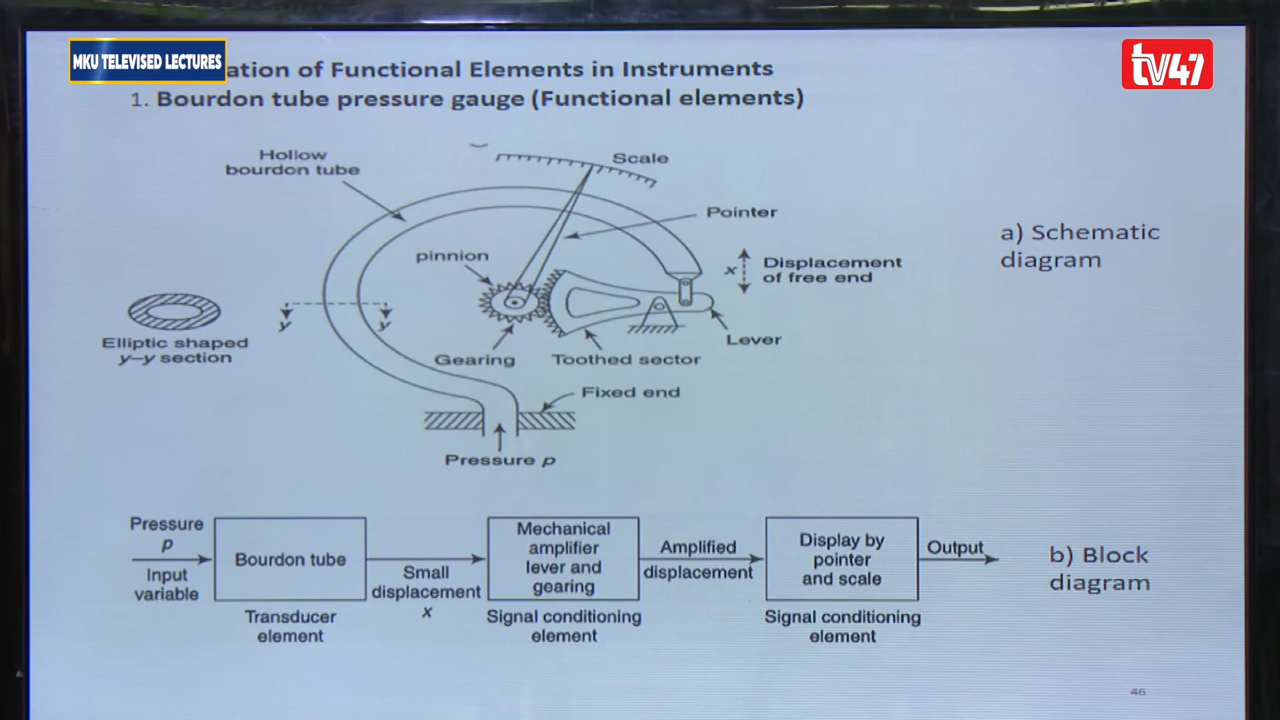 MKU TELEVISED LECTURES
tv47
ation of Functional Elements in Instruments
1. Bourdon tube pressure gauge (Functional elements)
Hollow
bourdon tube
Scale
Pointer
pinnion
x
Displacement
of free end
a) Schematic
diagram
y
y
Elliptic shaped
y–y section
Gearing
Toothed sector
Lever
Fixed end
Pressure p
Pressure
p
Input
variable
Bourdon tube
Transducer
element
Small
displacement
x
Mechanical
amplifier
lever and
gearing
Signal conditioning
element
Amplified
displacement
Display by
pointer
and scale
Signal conditioning
element
Output
b) Block
diagram
46